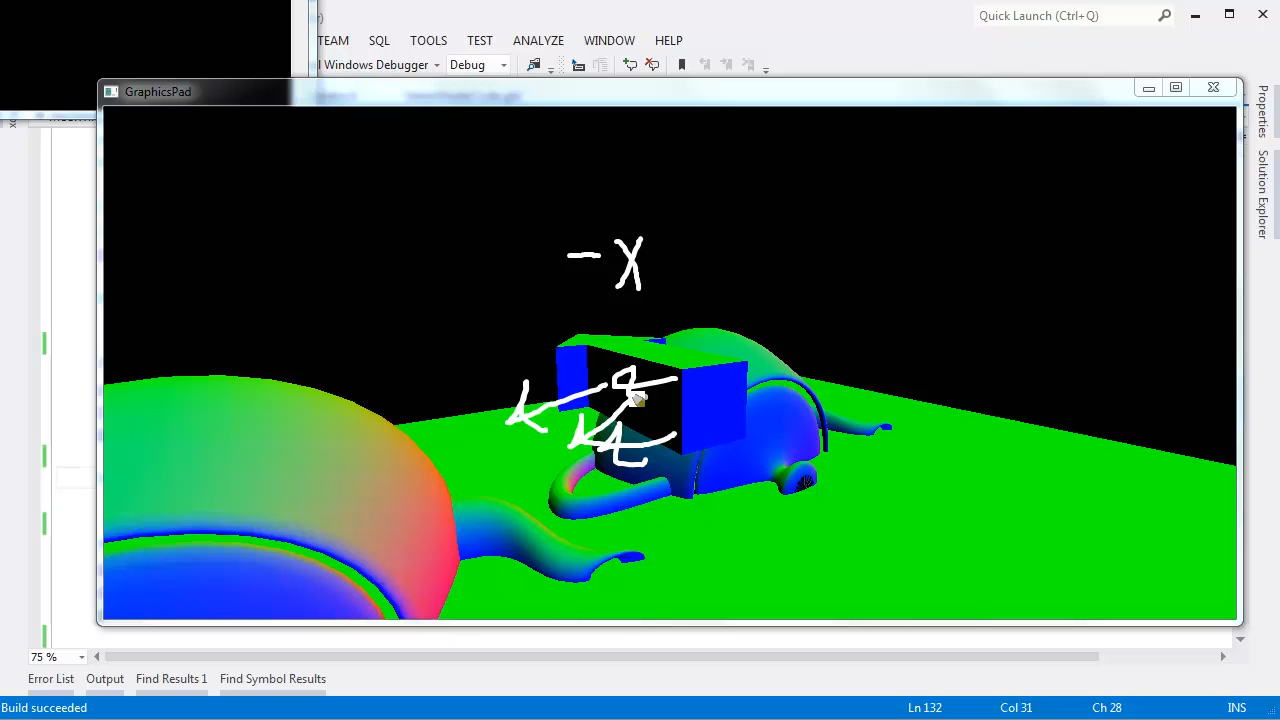 Quick Launch (Ctrl+Q)
TEAM SQL TOOLS TEST ANALYZE WINDOW HELP
Windows Debugger Debug
GraphicsPad
Properties
Solution Explorer
- X
75 %
Error List Output Find Results 1 Find Symbol Results
Build succeeded Ln 132 Col 31 Ch 28 INS